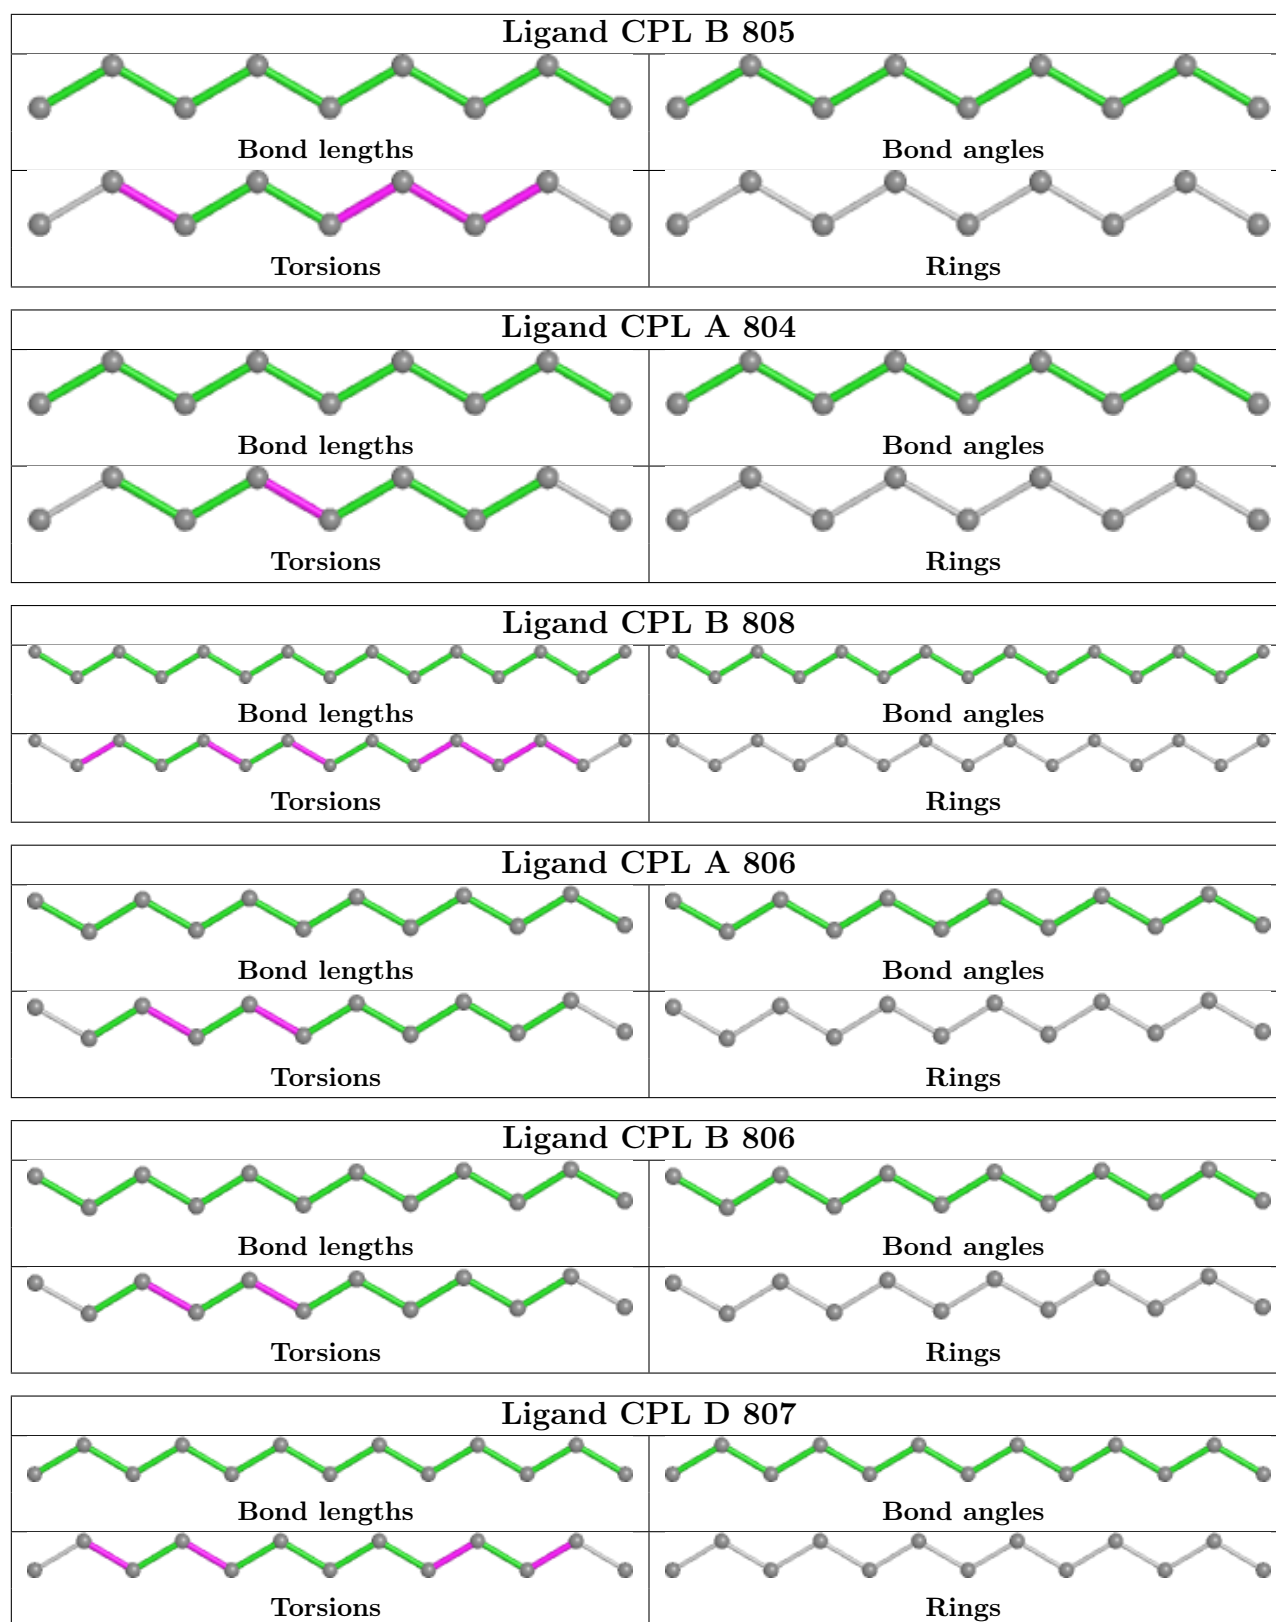 Ligand CPL B 805
Bond lengths
Bond angles
Torsions
Rings
Ligand CPL A 804
Bond lengths
Bond angles
Torsions
Rings
Ligand CPL B 808
Bond lengths
Bond angles
Torsions
Rings
Ligand CPL A 806
Bond lengths
Bond angles
Torsions
Rings
Ligand CPL B 806
Bond lengths
Bond angles
Torsions
Rings
Ligand CPL D 807
Bond lengths
Bond angles
Torsions
Rings